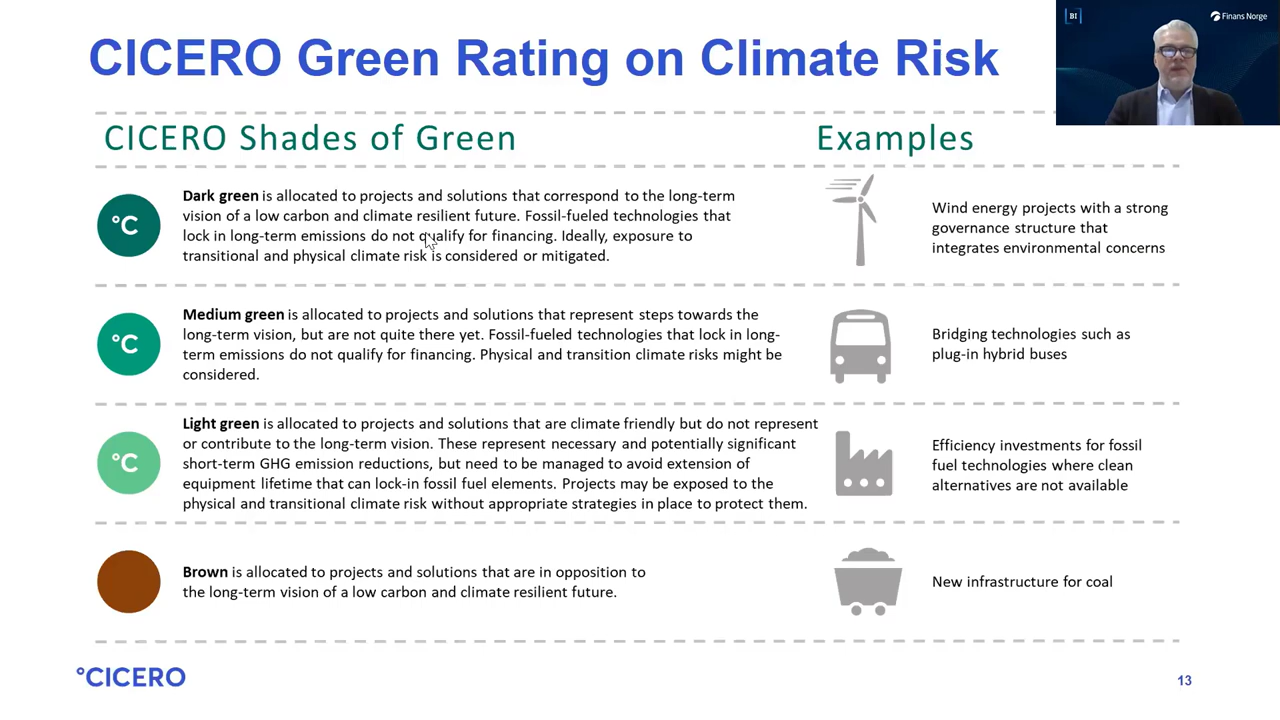 CICERO Green Rating on Climate Risk
BI
Finans Norge
CICERO Shades of Green
Examples
°C
Dark green is allocated to projects and solutions that correspond to the long-term
vision of a low carbon and climate resilient future. Fossil-fueled technologies that
lock in long-term emissions do not qualify for financing. Ideally, exposure to
transitional and physical climate risk is considered or mitigated.
Wind energy projects with a strong
governance structure that
integrates environmental concerns
°C
Medium green is allocated to projects and solutions that represent steps towards the
long-term vision, but are not quite there yet. Fossil-fueled technologies that lock in long-
term emissions do not qualify for financing. Physical and transition climate risks might be
considered.
Bridging technologies such as
plug-in hybrid buses
°C
Light green is allocated to projects and solutions that are climate friendly but do not represent
or contribute to the long-term vision. These represent necessary and potentially significant
short-term GHG emission reductions, but need to be managed to avoid extension of
equipment lifetime that can lock-in fossil fuel elements. Projects may be exposed to the
physical and transitional climate risk without appropriate strategies in place to protect them.
Efficiency investments for fossil
fuel technologies where clean
alternatives are not available
Brown is allocated to projects and solutions that are in opposition to
the long-term vision of a low carbon and climate resilient future.
New infrastructure for coal
°CICERO
13